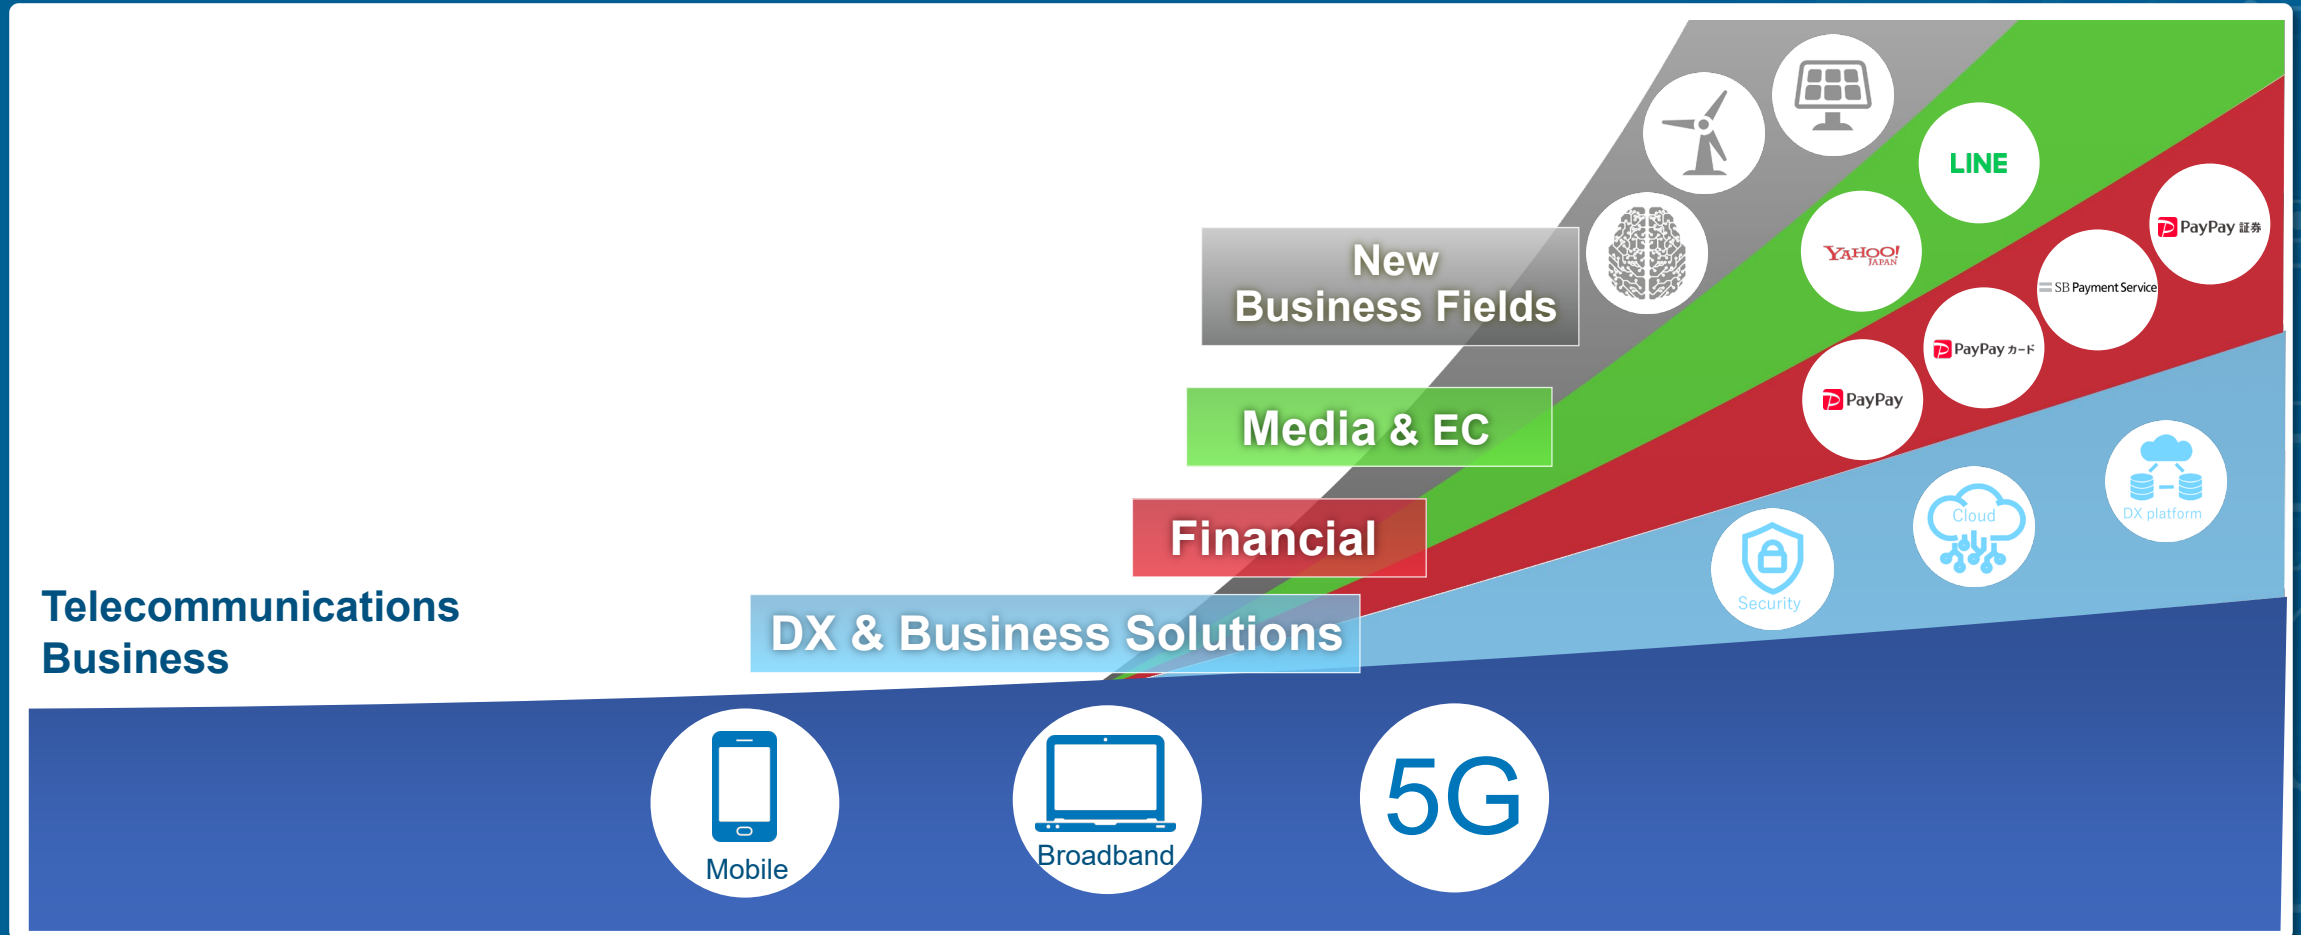 New
Business Fields
Media & EC
Financial
DX & Business Solutions
Telecommunications
Business
LINE
YAHOO!
JAPAN
PayPay 証券
SB Payment Service
PayPay カード
PayPay
DX platform
Cloud
Security
Mobile
Broadband
5G